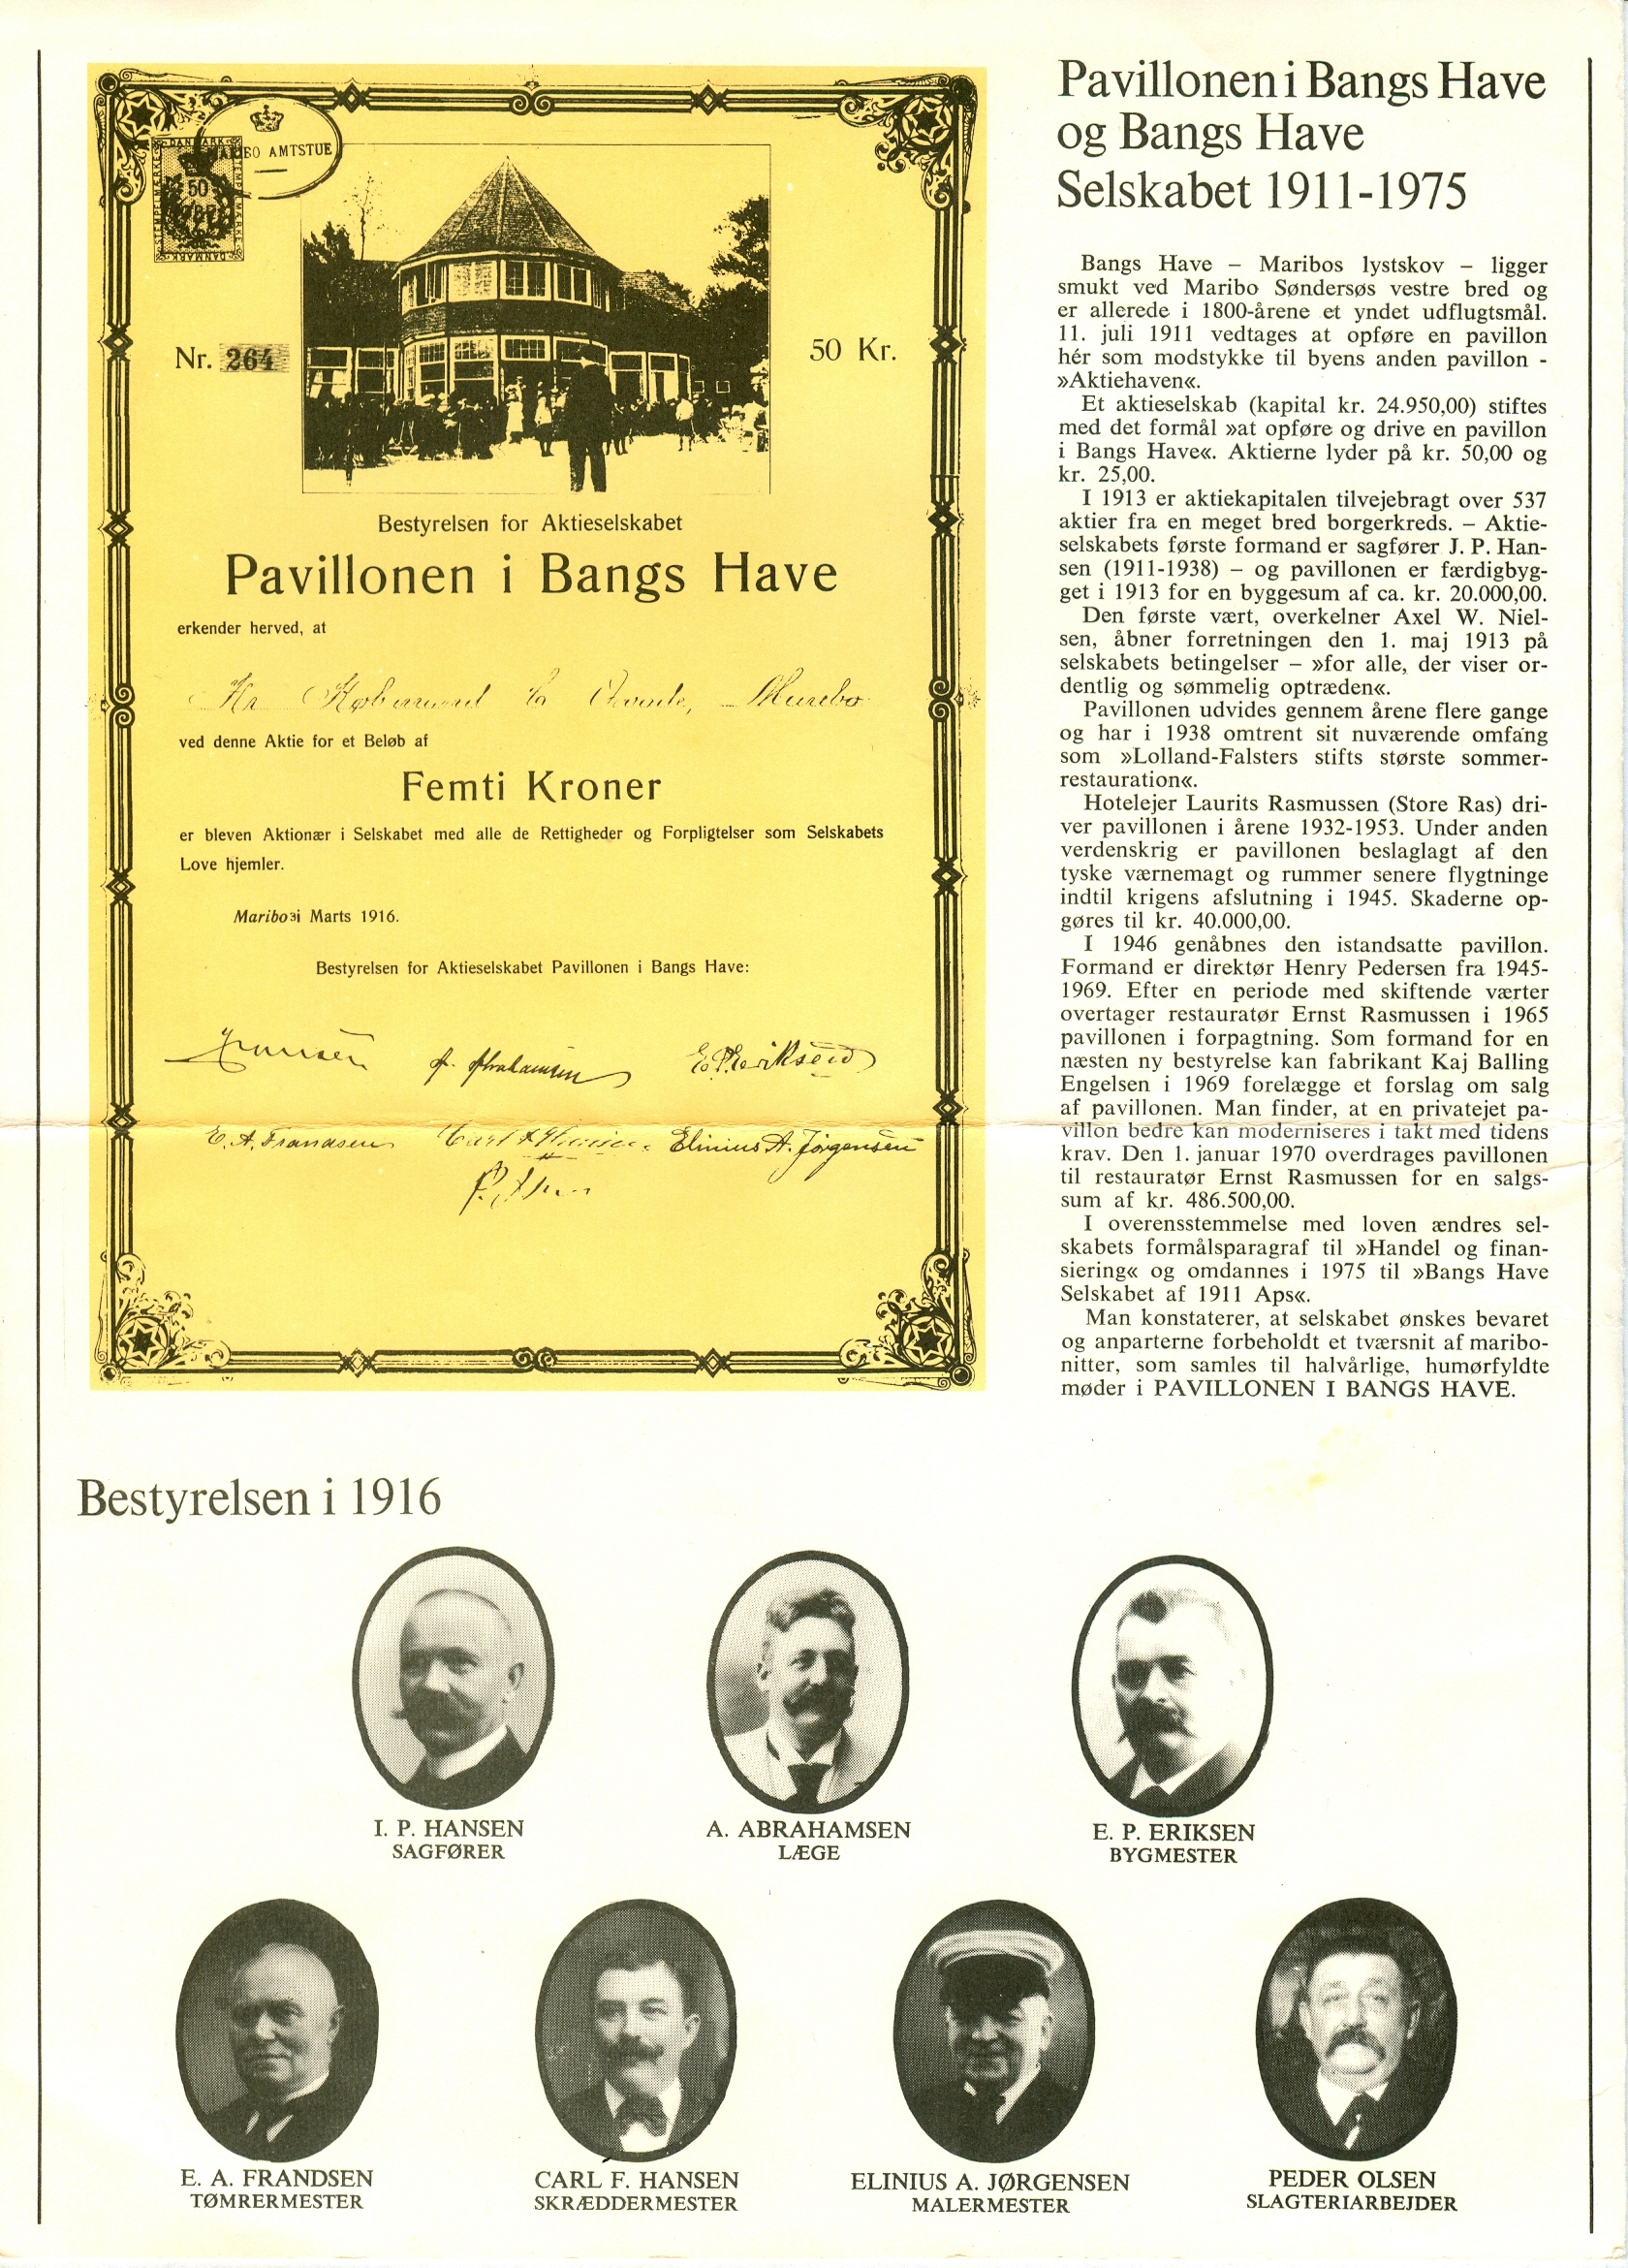 MARIBO AMTSTUE
DANMARK
STEMPELMÆRKE
50
STEMPELMÆRKE
DANMARK
Nr. 264
50 Kr.
Bestyrelsen for Aktieselskabet
Pavillonen i Bangs Have
erkender herved, at
Hr Købmand Maribo
ved denne Aktie for et Beløb af
Femti Kroner
er bleven Aktionær i Selskabet med alle de Rettigheder og Forpligtelser som Selskabets
Love hjemler.
Maribo 31 Marts 1916.
Bestyrelsen for Aktieselskabet Pavillonen i Bangs Have:
A. Abrahamsen
E. P. Eriksen
E. A. Frandsen
Carl F. Hansen
Elinius A. Jørgensen
Pavillonen i Bangs Have
og Bangs Have
Selskabet 1911-1975
Bangs Have – Maribos lystskov – ligger
smukt ved Maribo Søndersøs vestre bred og
er allerede i 1800-årene et yndet udflugtsmål.
11. juli 1911 vedtages at opføre en pavillon
hér som modstykke til byens anden pavillon -
»Aktiehaven«.
Et aktieselskab (kapital kr. 24.950,00) stiftes
med det formål »at opføre og drive en pavillon
i Bangs Have«. Aktierne lyder på kr. 50,00 og
kr. 25,00.
I 1913 er aktiekapitalen tilvejebragt over 537
aktier fra en meget bred borgerkreds. – Aktie-
selskabets første formand er sagfører J. P. Han-
sen (1911-1938) – og pavillonen er færdigbyg-
get i 1913 for en byggesum af ca. kr. 20.000,00.
Den første vært, overkelner Axel W. Niel-
sen, åbner forretningen den 1. maj 1913 på
selskabets betingelser – »for alle, der viser or-
dentlig og sømmelig optræden«.
Pavillonen udvides gennem årene flere gange
og har i 1938 omtrent sit nuværende omfang
som »Lolland-Falsters stifts største sommer-
restauration«.
Hotelejer Laurits Rasmussen (Store Ras) dri-
ver pavillonen i årene 1932-1953. Under anden
verdenskrig er pavillonen beslaglagt af den
tyske værnemagt og rummer senere flygtninge
indtil krigens afslutning i 1945. Skaderne op-
gøres til kr. 40.000,00.
I 1946 genåbnes den istandsatte pavillon.
Formand er direktør Henry Pedersen fra 1945-
1969. Efter en periode med skiftende værter
overtager restauratør Ernst Rasmussen i 1965
pavillonen i forpagtning. Som formand for en
næsten ny bestyrelse kan fabrikant Kaj Balling
Engelsen i 1969 forelægge et forslag om salg
af pavillonen. Man finder, at en privatejet pa-
villon bedre kan moderniseres i takt med tidens
krav. Den 1. januar 1970 overdrages pavillonen
til restauratør Ernst Rasmussen for en salgs-
sum af kr. 486.500,00.
I overensstemmelse med loven ændres sel-
skabets formålsparagraf til »Handel og finan-
siering« og omdannes i 1975 til »Bangs Have
Selskabet af 1911 Aps«.
Man konstaterer, at selskabet ønskes bevaret
og anparterne forbeholdt et tværsnit af maribo-
nitter, som samles til halvårlige, humørfyldte
møder i PAVILLONEN I BANGS HAVE.
Bestyrelsen i 1916
I. P. HANSEN
SAGFØRER
A. ABRAHAMSEN
LÆGE
E. P. ERIKSEN
BYGMESTER
E. A. FRANDSEN
TØMRERMESTER
CARL F. HANSEN
SKRÆDDERMESTER
ELINIUS A. JØRGENSEN
MALERMESTER
PEDER OLSEN
SLAGTERIARBEJDER